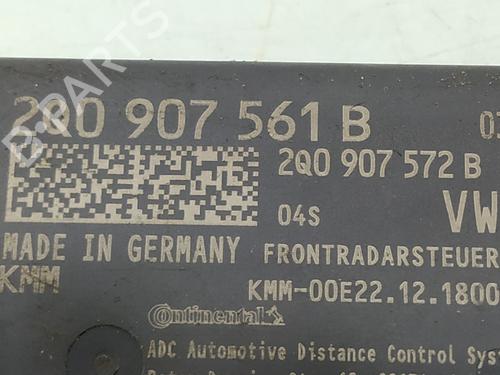 2Q0 907 561 B
2Q0 907 572 B
04S VW
MADE IN GERMANY FRONTRADARSTEUER
KMM KMM-00E22.12.1800
Continental
ADC Automotive Distance Control Sys